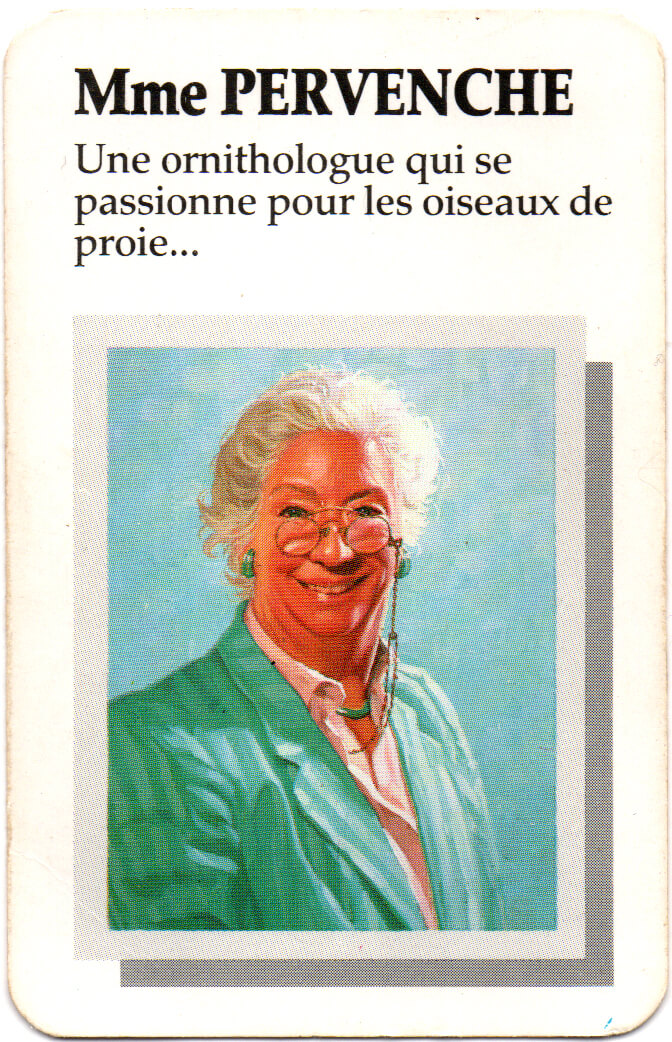 Mme PERVENCHE
Une ornithologue qui se
passionne pour les oiseaux de
proie...